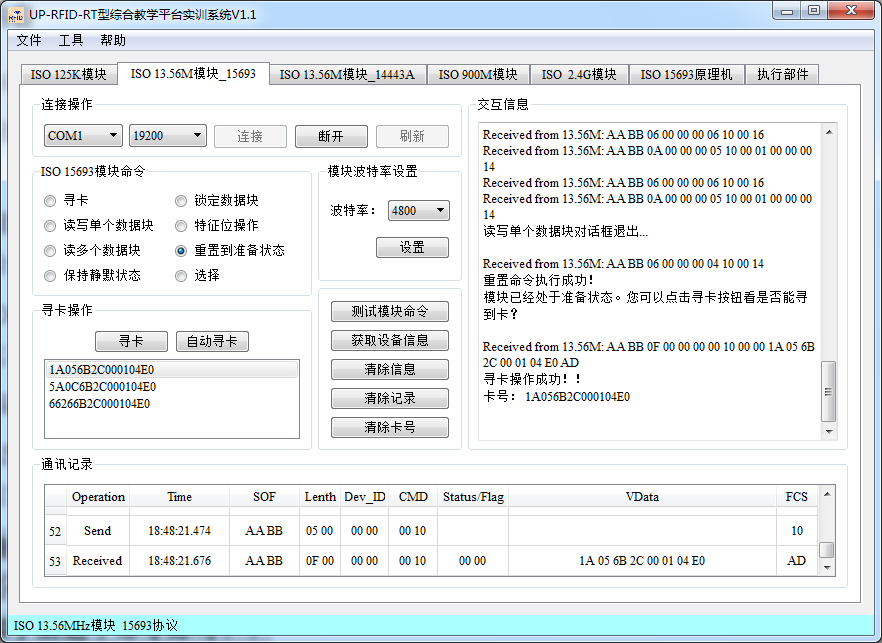 UP-RFID-RT型综合教学平台实训系统V1.1
文件 工具 帮助
ISO 125K模块 ISO 13.56M模块_15693 ISO 13.56M模块_14443A ISO 900M模块 ISO 2.4G模块 ISO 15693原理机 执行部件
连接操作
COM1 19200 连接 断开 刷新
ISO 15693模块命令
寻卡 锁定数据块
读写单个数据块 特征位操作
读多个数据块 重置到准备状态
保持静默状态 选择
模块波特率设置
波特率： 4800
设置
寻卡操作
寻卡 自动寻卡
1A056B2C000104E0
5A0C6B2C000104E0
66266B2C000104E0
测试模块命令
获取设备信息
清除信息
清除记录
清除卡号
交互信息
Received from 13.56M: AA BB 06 00 00 00 06 10 00 16
Received from 13.56M: AA BB 0A 00 00 00 05 10 00 01 00 00 00
14
Received from 13.56M: AA BB 06 00 00 00 06 10 00 16
Received from 13.56M: AA BB 0A 00 00 00 05 10 00 01 00 00 00
14
读写单个数据块对话框退出...
Received from 13.56M: AA BB 06 00 00 00 04 10 00 14
重置命令执行成功！
模块已经处于准备状态。您可以点击寻卡按钮看是否能寻
到卡？
Received from 13.56M: AA BB 0F 00 00 00 00 10 00 00 1A 05 6B
2C 00 01 04 E0 AD
寻卡操作成功！！
卡号： 1A056B2C000104E0
通讯记录
Operation Time SOF Lenth Dev_ID CMD Status/Flag VData FCS
52 Send 18:48:21.474 AA BB 05 00 00 00 00 10 10
53 Received 18:48:21.676 AA BB 0F 00 00 00 00 10 00 00 1A 05 6B 2C 00 01 04 E0 AD
ISO 13.56MHz模块 15693协议